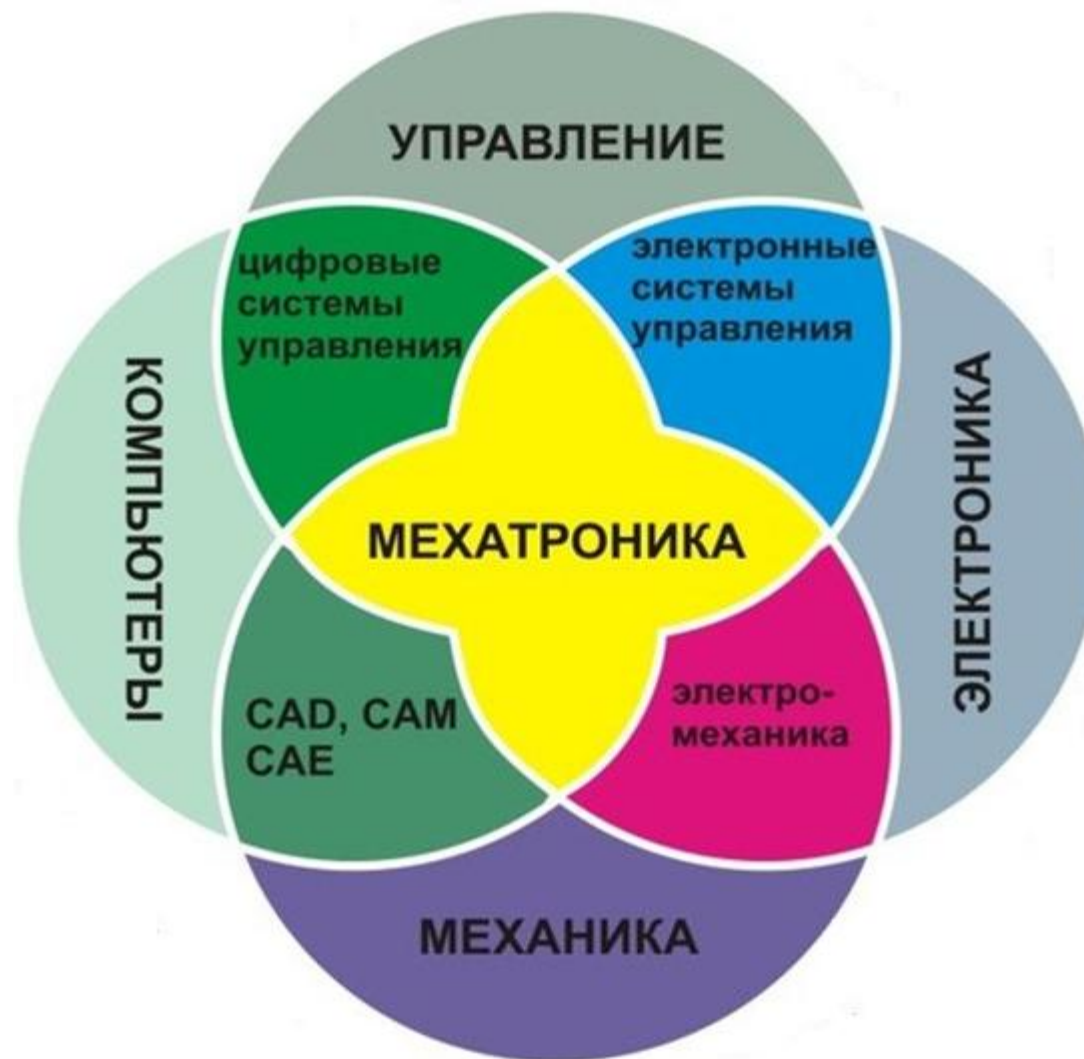 УПРАВЛЕНИЕ
цифровые
системы
управления
электронные
системы
управления
КОМПЬЮТЕРЫ
МЕХАТРОНИКА
ЭЛЕКТРОНИКА
CAD, CAM
CAE
электро-
механика
МЕХАНИКА